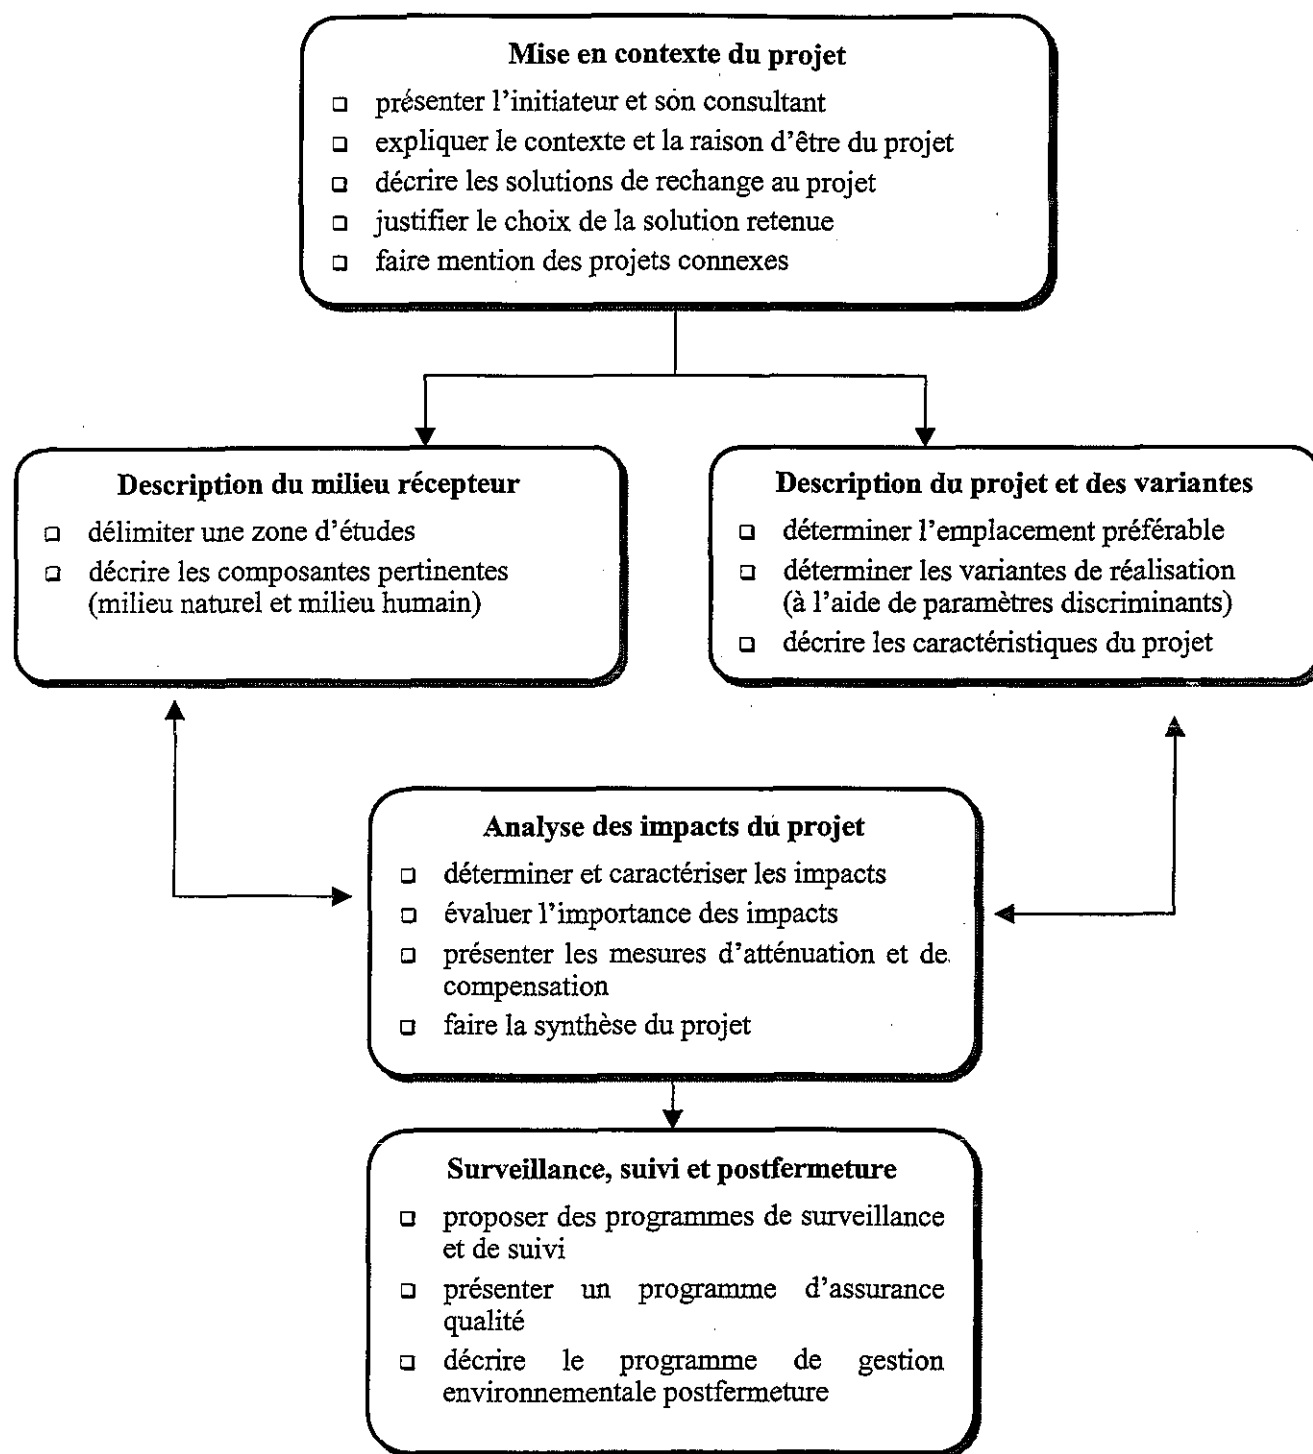 Mise en contexte du projet
❑ présenter l'initiateur et son consultant
❑ expliquer le contexte et la raison d'être du projet
❑ décrire les solutions de rechange au projet
❑ justifier le choix de la solution retenue
❑ faire mention des projets connexes
Description du milieu récepteur
❑ délimiter une zone d'études
❑ décrire les composantes pertinentes
(milieu naturel et milieu humain)
Description du projet et des variantes
❑ déterminer l'emplacement préférable
❑ déterminer les variantes de réalisation
(à l'aide de paramètres discriminants)
❑ décrire les caractéristiques du projet
Analyse des impacts du projet
❑ déterminer et caractériser les impacts
❑ évaluer l'importance des impacts
❑ présenter les mesures d'atténuation et de
compensation
❑ faire la synthèse du projet
Surveillance, suivi et postfermeture
❑ proposer des programmes de surveillance
et de suivi
❑ présenter un programme d'assurance
qualité
❑ décrire le programme de gestion
environnementale postfermeture